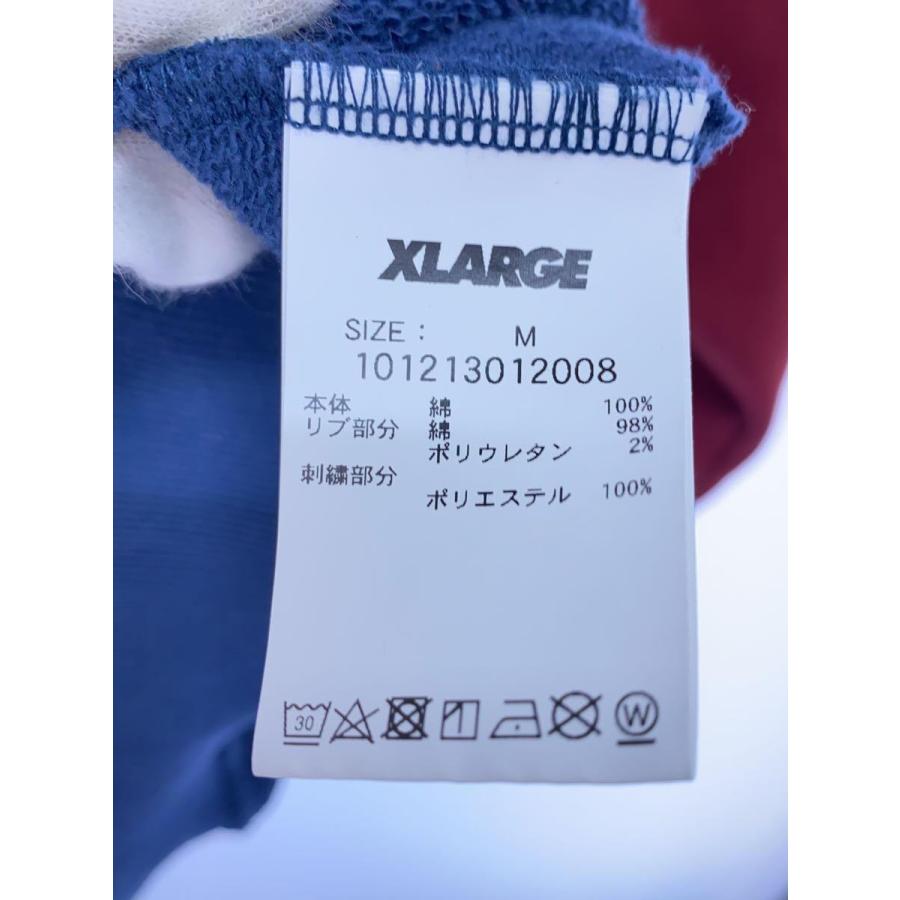 XLARGE
SIZE : M
101213012008
本体 綿 100%
リブ部分 綿 98%
ポリウレタン 2%
刺繍部分
ポリエステル 100%
30 W